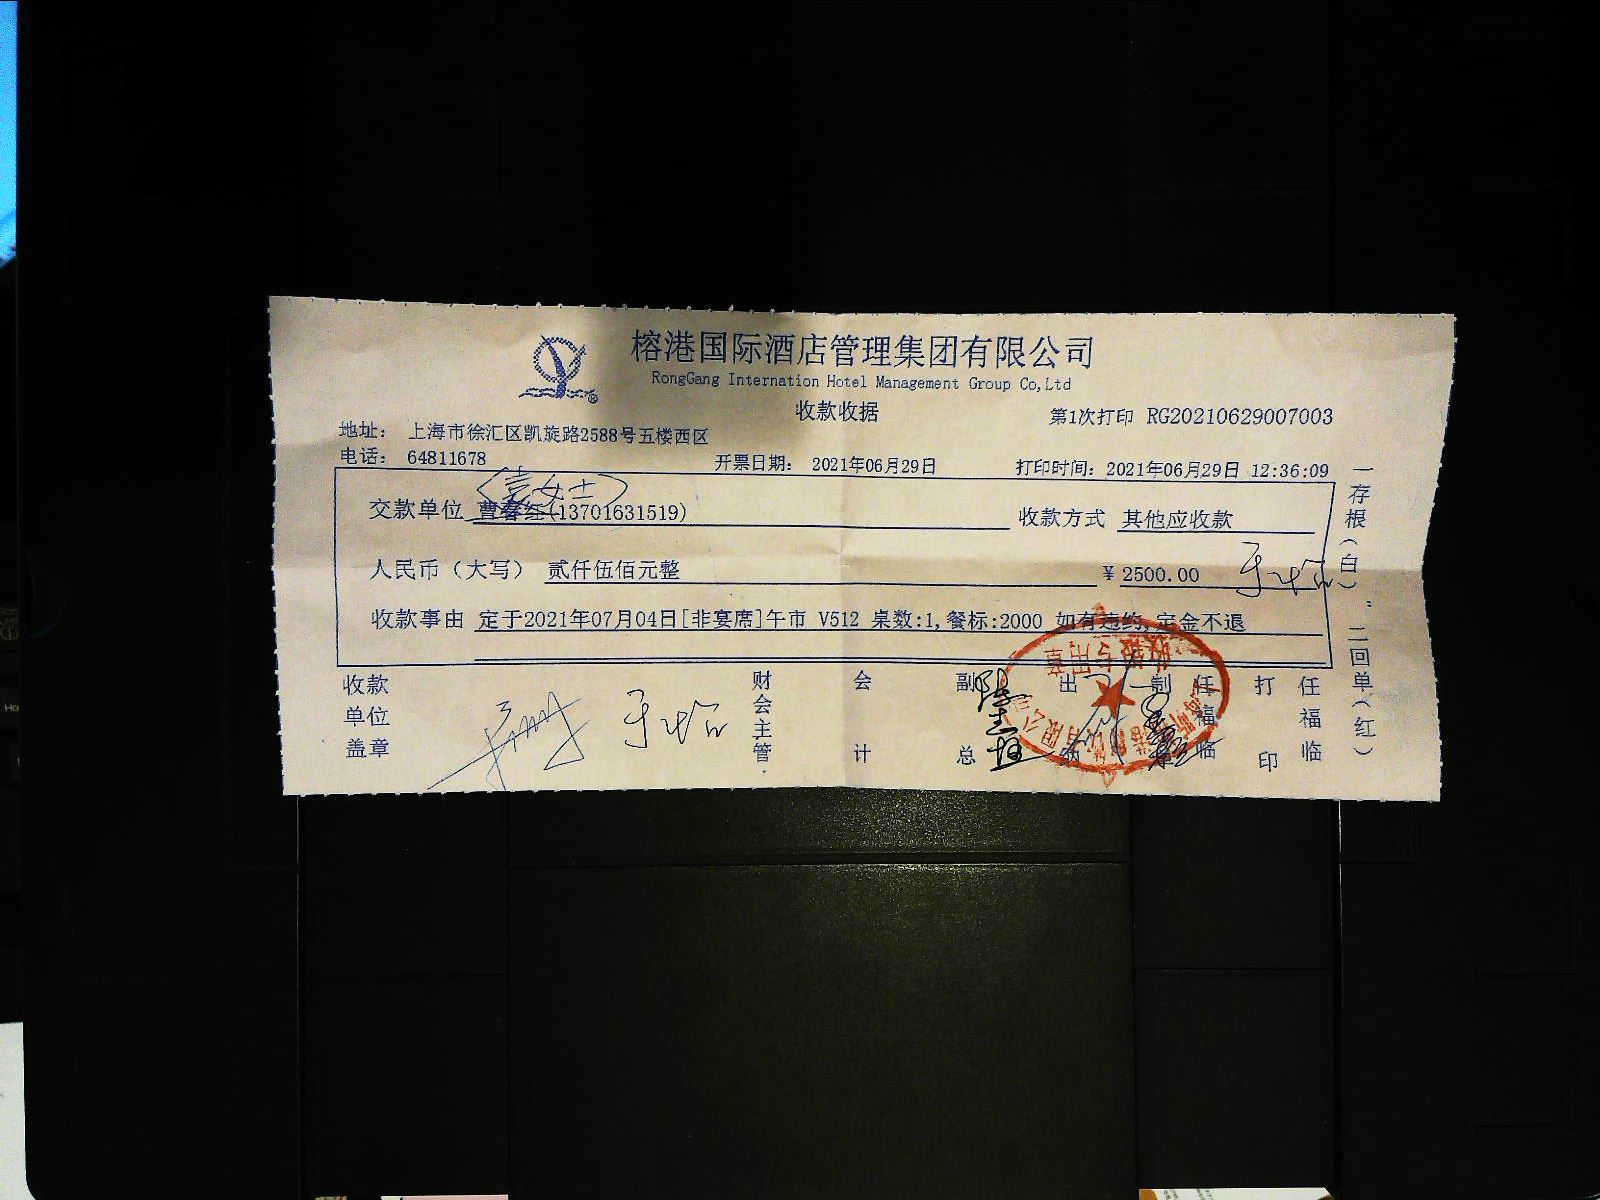 榕港国际酒店管理集团有限公司
RongGang Internation Hotel Management Group Co,Ltd
收款收据
第1次打印 RG20210629007003
地址： 上海市徐汇区凯旋路2588号五楼西区
电话： 64811678
开票日期： 2021年06月29日
打印时间：2021年06月29日 12:36:09
袁女士
交款单位 曹春红(13701631519)
收款方式 其他应收款
人民币（大写） 贰仟伍佰元整
¥ 2500.00
收款事由 定于2021年07月04日[非宴席]午市 V512 桌数:1,餐标:2000 如有违约,定金不退
收款单位盖章
财会主管
会计
副总
出纳
制
任福临
打印
任福临
一存根（白）二回单（红）